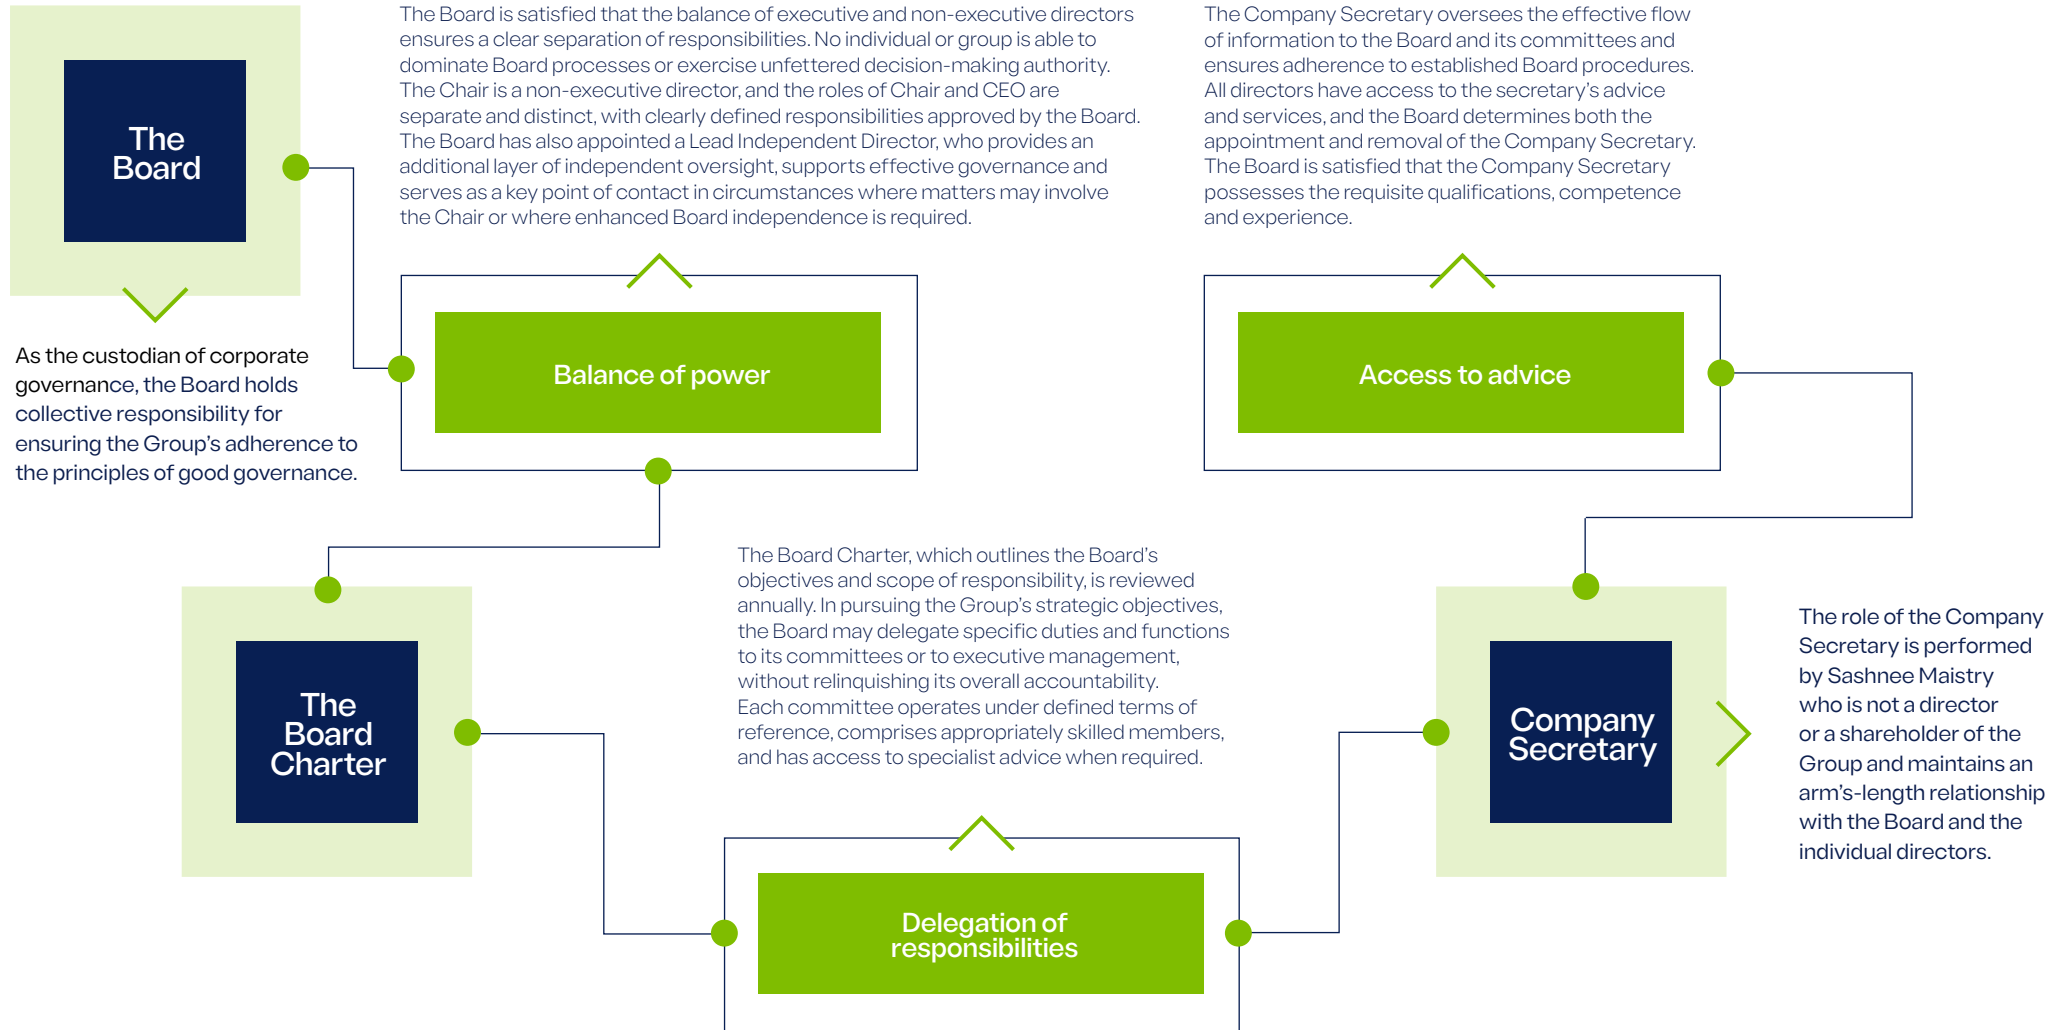 The
Board
As the custodian of corporate
governance, the Board holds
collective responsibility for
ensuring the Group’s adherence to
the principles of good governance.
The Board is satisfied that the balance of executive and non-executive directors
ensures a clear separation of responsibilities. No individual or group is able to
dominate Board processes or exercise unfettered decision-making authority.
The Chair is a non-executive director, and the roles of Chair and CEO are
separate and distinct, with clearly defined responsibilities approved by the Board.
The Board has also appointed a Lead Independent Director, who provides an
additional layer of independent oversight, supports effective governance and
serves as a key point of contact in circumstances where matters may involve
the Chair or where enhanced Board independence is required.
Balance of power
The Board
Charter
The Board Charter, which outlines the Board’s
objectives and scope of responsibility, is reviewed
annually. In pursuing the Group’s strategic objectives,
the Board may delegate specific duties and functions
to its committees or to executive management,
without relinquishing its overall accountability.
Each committee operates under defined terms of
reference, comprises appropriately skilled members,
and has access to specialist advice when required.
Delegation of
responsibilities
Company
Secretary
The role of the Company
Secretary is performed
by Sashnee Maistry
who is not a director
or a shareholder of the
Group and maintains an
arm’s-length relationship
with the Board and the
individual directors.
The Company Secretary oversees the effective flow
of information to the Board and its committees and
ensures adherence to established Board procedures.
All directors have access to the secretary’s advice
and services, and the Board determines both the
appointment and removal of the Company Secretary.
The Board is satisfied that the Company Secretary
possesses the requisite qualifications, competence
and experience.
Access to advice